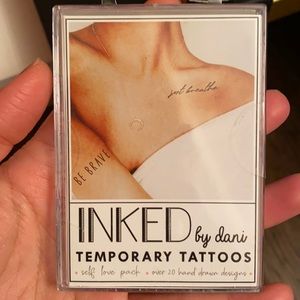 just breathe
BE BRAVE
INKED by dani
TEMPORARY TATTOOS
• self love pack • over 20 hand drawn designs •